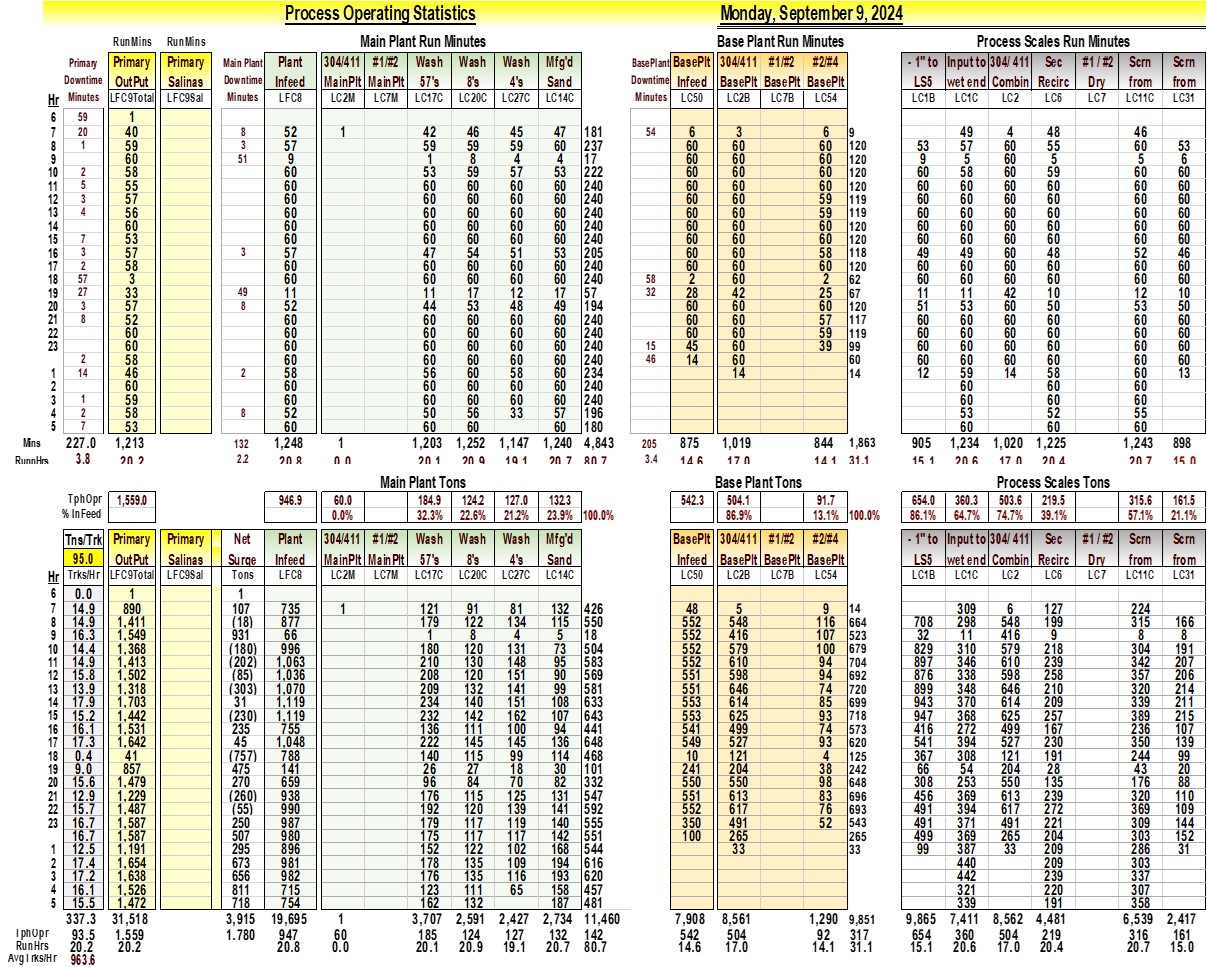 Process Operating Statistics Monday, September 9, 2024
RunMins RunMins Main Plant Run Minutes Base Plant Run Minutes Process Scales Run Minutes
Primary Primary Primary Main Plant Plant 304/411 #1/#2 Wash Wash Wash Mfg'd BasePlant BasePlt 304/411 #1/#2 #2/#4 - 1" to Input to 304/ 411 Sec #1 / #2 Scrn Scrn
Downtime OutPut Salinas Downtime Infeed MainPlt MainPlt 57's 8's 4's Sand Downtime Infeed BasePlt BasePlt BasePlt LS5 wet end Combin Recirc Dry from from
Hr Minutes LFC9Total LFC9Sal Minutes LFC8 LC2M LC7M LC17C LC20C LC27C LC14C Minutes LC50 LC2B LC7B LC54 LC1B LC1C LC2 LC6 LC7 LC11C LC31
6 59 1
7 20 40 8 52 1 42 46 45 47 181 54 6 3 6 9 49 4 48 46
8 1 59 3 57 59 59 59 60 237 60 60 60 120 53 57 60 55 60 53
9 60 51 9 1 8 4 4 17 60 60 60 120 9 5 60 5 5 6
10 2 58 60 53 59 57 53 222 60 60 60 120 60 58 60 59 60 60
11 5 55 60 60 60 60 60 240 60 60 60 120 60 60 60 60 60 60
12 3 57 60 60 60 60 60 240 60 60 59 119 60 60 60 60 60 60
13 4 56 60 60 60 60 60 240 60 60 59 119 60 60 60 60 60 60
14 60 60 60 60 60 60 240 60 60 60 120 60 60 60 60 60 60
15 7 53 60 60 60 60 60 240 60 60 60 120 60 60 60 60 60 60
16 3 57 3 57 47 54 51 53 205 60 60 58 118 49 49 60 48 52 46
17 2 58 60 60 60 60 60 240 60 60 60 120 60 60 60 60 60 60
18 57 3 60 60 60 60 60 240 58 2 60 2 62 60 60 60 60 60 60
19 27 33 49 11 11 17 12 17 57 32 28 42 25 67 11 11 42 10 12 10
20 3 57 8 52 44 53 48 49 194 60 60 60 120 51 53 60 50 53 50
21 8 52 60 60 60 60 60 240 60 60 57 117 60 60 60 60 60 60
22 60 60 60 60 60 60 240 60 60 59 119 60 60 60 60 60 60
23 60 60 60 60 60 60 240 15 45 60 39 99 60 60 60 60 60 60
2 58 60 60 60 60 60 240 46 14 60 60 60 60 60 60 60 60
1 14 46 2 58 56 60 58 60 234 14 14 12 59 14 58 60 13
2 60 60 60 60 60 60 240 60 60 60
3 1 59 60 60 60 60 60 240 60 60 60
4 2 58 8 52 50 56 33 57 196 53 52 55
5 7 53 60 60 60 60 180 60 60 60
Mins 227.0 1,213 132 1,248 1 1,203 1,252 1,147 1,240 4,843 205 875 1,019 844 1,863 905 1,234 1,020 1,225 1,243 898
RunnHrs 3.8 20.2 2.2 20.8 0.0 20.1 20.9 19.1 20.7 80.7 3.4 14.6 17.0 14.1 31.1 15.1 20.6 17.0 20.4 20.7 15.0
Main Plant Tons Base Plant Tons Process Scales Tons
TphOpr 1,559.0 946.9 60.0 184.9 124.2 127.0 132.3 542.3 504.1 91.7 654.0 360.3 503.6 219.5 315.6 161.5
% InFeed 0.0% 32.3% 22.6% 21.2% 23.9% 100.0% 86.9% 13.1% 100.0% 86.1% 64.7% 74.7% 39.1% 57.1% 21.1%
Tns/Trk Primary Primary Net Plant 304/411 #1/#2 Wash Wash Wash Mfg'd BasePlt 304/411 #1/#2 #2/#4 - 1" to Input to 304/ 411 Sec #1 / #2 Scrn Scrn
95.0 OutPut Salinas Surge Infeed MainPlt MainPlt 57's 8's 4's Sand Infeed BasePlt BasePlt BasePlt LS5 wet end Combin Recirc Dry from from
Hr Trks/Hr LFC9Total LFC9Sal Tons LFC8 LC2M LC7M LC17C LC20C LC27C LC14C LC50 LC2B LC7B LC54 LC1B LC1C LC2 LC6 LC7 LC11C LC31
6 0.0 1 1
7 14.9 890 107 735 1 121 91 81 132 426 48 5 9 14 309 6 127 224
8 14.9 1,411 (18) 877 179 122 134 115 550 552 548 116 664 708 298 548 199 315 166
9 16.3 1,549 931 66 1 8 4 5 18 552 416 107 523 32 11 416 9 8 8
10 14.4 1,368 (180) 996 180 120 131 73 504 552 579 100 679 829 310 579 218 304 191
11 14.9 1,413 (202) 1,063 210 130 148 95 583 552 610 94 704 897 346 610 239 342 207
12 15.8 1,502 (85) 1,036 208 120 151 90 569 551 598 94 692 876 338 598 258 357 206
13 13.9 1,318 (303) 1,070 209 132 141 99 581 551 646 74 720 899 348 646 210 320 214
14 17.9 1,703 31 1,119 234 140 151 108 633 553 614 85 699 943 370 614 209 339 211
15 15.2 1,442 (230) 1,119 232 142 162 107 643 553 625 93 718 947 368 625 257 389 215
16 16.1 1,531 235 755 136 111 100 94 441 541 499 74 573 416 272 499 167 236 107
17 17.3 1,642 45 1,048 222 145 145 136 648 549 527 93 620 541 394 527 230 350 139
18 0.4 41 (757) 788 140 115 99 114 468 10 121 4 125 367 308 121 191 244 99
19 9.0 857 475 141 26 27 18 30 101 241 204 38 242 66 54 204 28 43 20
20 15.6 1,479 270 659 96 84 70 82 332 550 550 98 648 308 253 550 135 176 88
21 12.9 1,229 (260) 938 176 115 125 131 547 551 613 83 696 456 369 613 239 320 110
22 15.7 1,487 (55) 990 192 120 139 141 592 552 617 76 693 491 394 617 272 369 109
23 16.7 1,587 250 987 179 117 119 140 555 350 491 52 543 491 371 491 221 309 144
16.7 1,587 507 980 175 117 117 142 551 100 265 265 499 369 265 204 303 152
1 12.5 1,191 295 896 152 122 102 168 544 33 33 99 387 33 209 286 31
2 17.4 1,654 673 981 178 135 109 194 616 440 209 303
3 17.2 1,638 656 982 176 135 116 193 620 442 239 337
4 16.1 1,526 811 715 123 111 65 158 457 321 220 307
5 15.5 1,472 718 754 162 132 187 481 339 191 358
337.3 31,518 3,915 19,695 1 3,707 2,591 2,427 2,734 11,460 7,908 8,561 1,290 9,851 9,865 7,411 8,562 4,481 6,539 2,417
TphOpr 93.5 1,559 1.780 947 60 185 124 127 132 142 542 504 92 317 654 360 504 219 316 161
RunHrs 20.2 20.2 20.8 0.0 20.1 20.9 19.1 20.7 80.7 14.6 17.0 14.1 31.1 15.1 20.6 17.0 20.4 20.7 15.0
AvgTrks/Hr 963.6